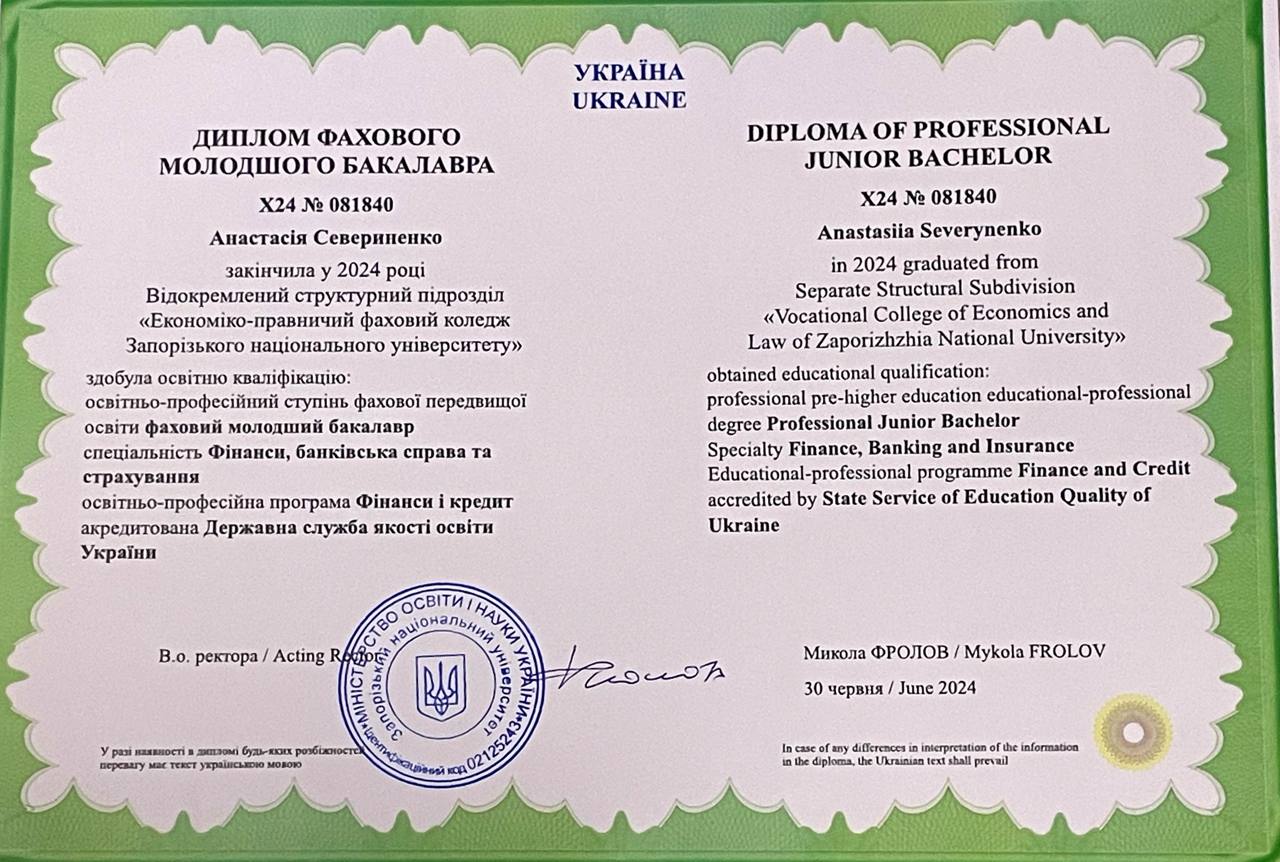 УКРАЇНА
UKRAINE
ДИПЛОМ ФАХОВОГО
МОЛОДШОГО БАКАЛАВРА
X24 № 081840
Анастасія Севериненко
закінчила у 2024 році
Відокремлений структурний підрозділ
«Економіко-правничий фаховий коледж
Запорізького національного університету»
здобула освітню кваліфікацію:
освітньо-професійний ступінь фахової передвищої
освіти фаховий молодший бакалавр
спеціальність Фінанси, банківська справа та
страхування
освітньо-професійна програма Фінанси і кредит
акредитована Державна служба якості освіти
України
DIPLOMA OF PROFESSIONAL
JUNIOR BACHELOR
X24 № 081840
Anastasiia Severynenko
in 2024 graduated from
Separate Structural Subdivision
«Vocational College of Economics and
Law of Zaporizhzhia National University»
obtained educational qualification:
professional pre-higher education educational-professional
degree Professional Junior Bachelor
Specialty Finance, Banking and Insurance
Educational-professional programme Finance and Credit
accredited by State Service of Education Quality of
Ukraine
В.о. ректора / Acting Rector
МІНІСТЕРСТВО ОСВІТИ І НАУКИ УКРАЇНИ
Запорізький національний університет
Ідентифікаційний код 02125243
Микола ФРОЛОВ / Mykola FROLOV
30 червня / June 2024
У разі наявності в дипломі будь-яких розбіжностей
перевагу має текст українською мовою
In case of any differences in interpretation of the information
in the diploma, the Ukrainian text shall prevail